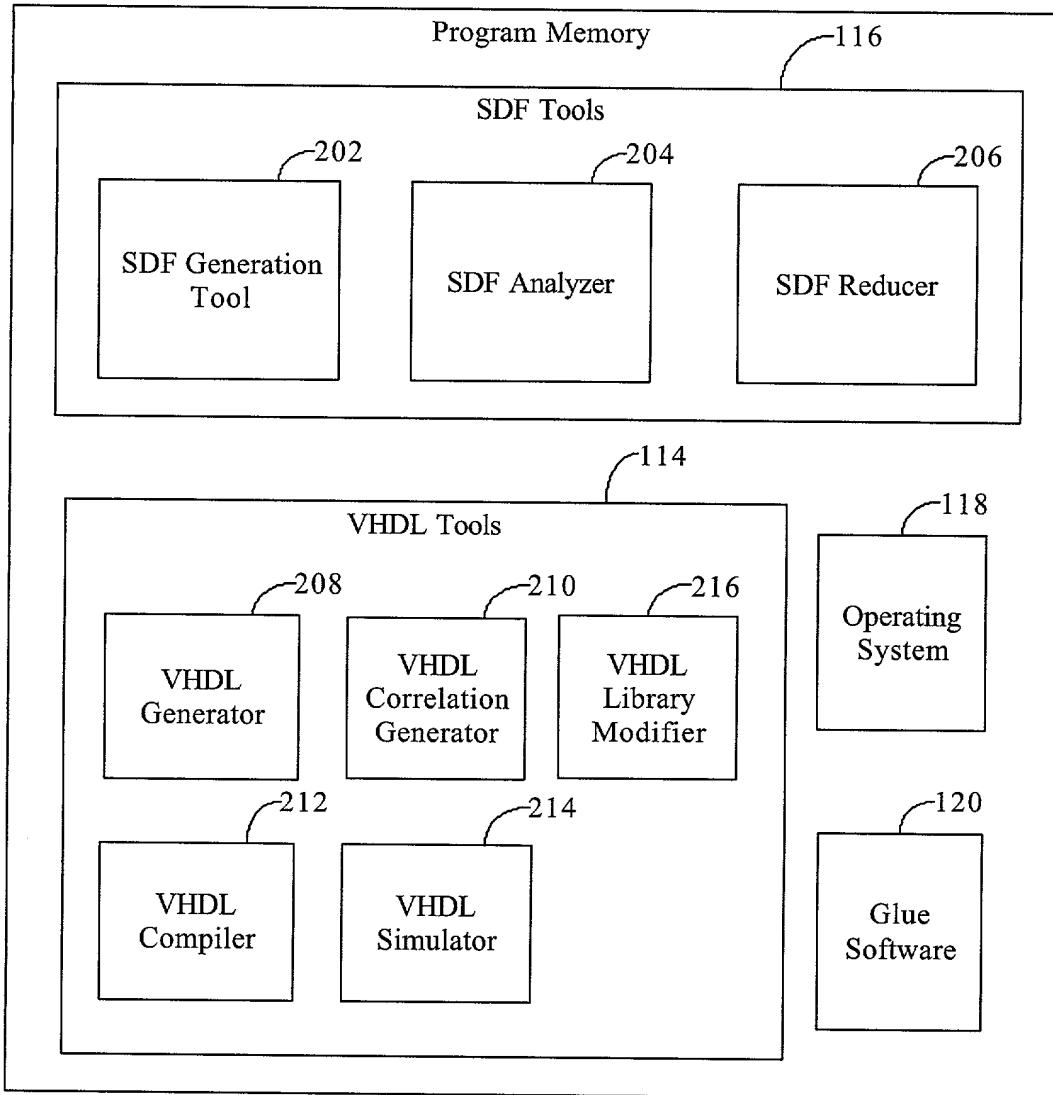 Program Memory
116
SDF Tools
202
204
206
SDF Generation
Tool
SDF Analyzer
SDF Reducer
114
VHDL Tools
118
208
210
216
Operating
System
VHDL
Generator
VHDL
Correlation
Generator
VHDL
Library
Modifier
212
214
120
VHDL
Compiler
VHDL
Simulator
Glue
Software